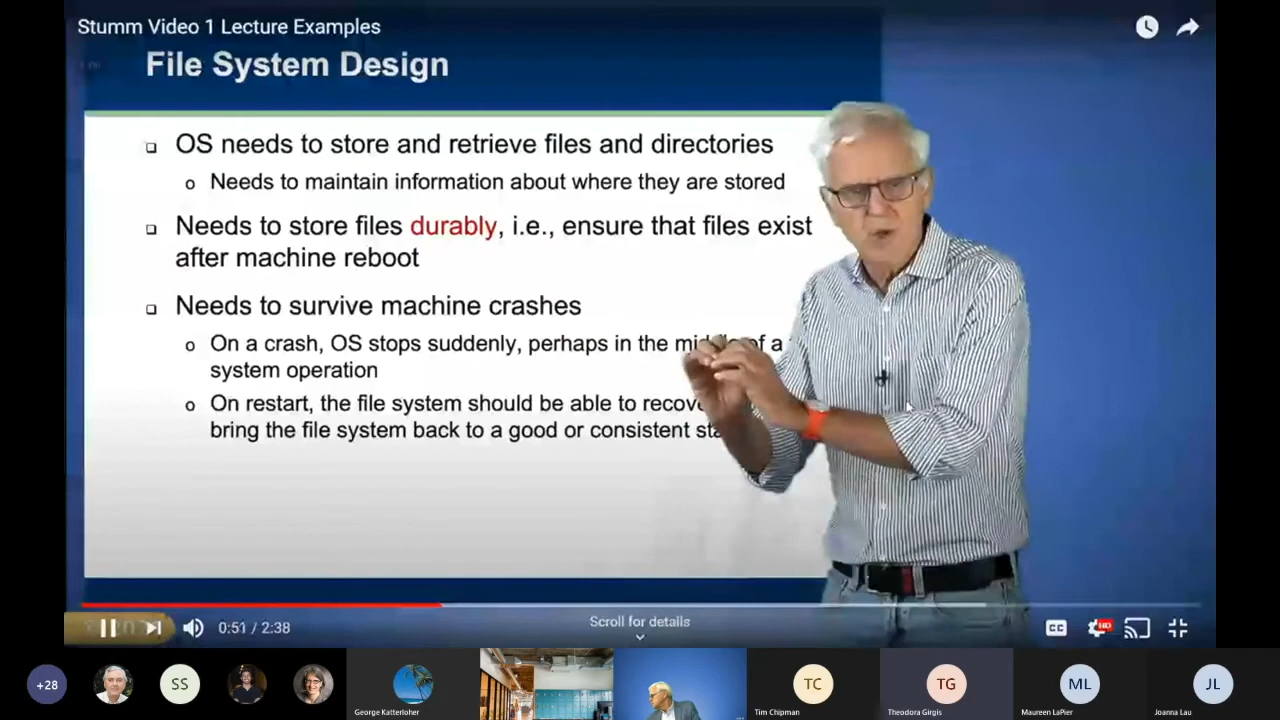 Stumm Video 1 Lecture Examples
File System Design
OS needs to store and retrieve files and directories
Needs to maintain information about where they are stored
Needs to store files durably, i.e., ensure that files exist
after machine reboot
Needs to survive machine crashes
On a crash, OS stops suddenly, perhaps in the middle of a
system operation
On restart, the file system should be able to
bring the file system back to a good or consistent
0:51 / 2:38
Scroll for details
CC
HD
+28
SS
TC
TG
ML
JL
George Katterloher
Tim Chipman
Theodora Girgis
Maureen LaPier
Joanna Lau